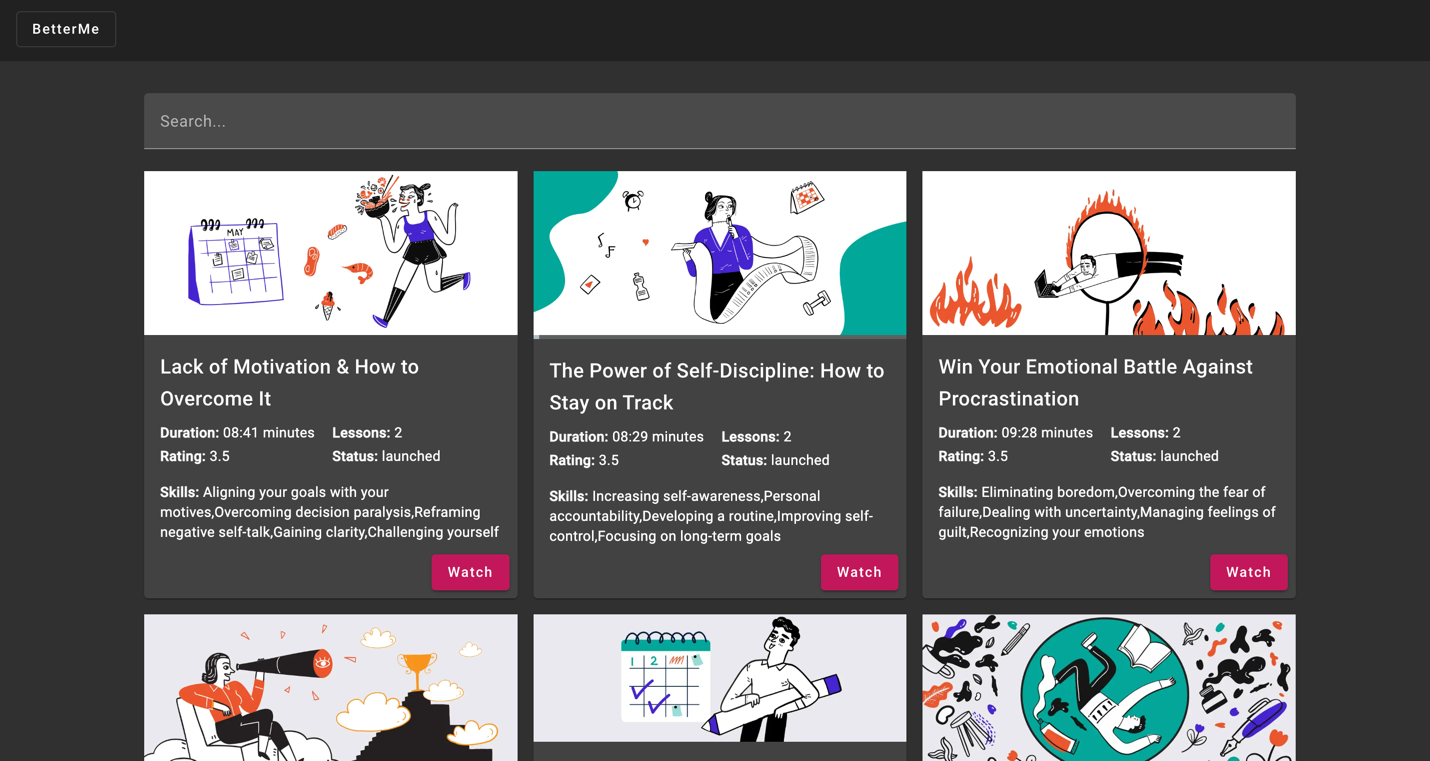 BetterMe
Search...
MAY
Lack of Motivation & How to
Overcome It
Duration: 08:41 minutes Lessons: 2
Rating: 3.5 Status: launched
Skills: Aligning your goals with your
motives,Overcoming decision paralysis,Reframing
negative self-talk,Gaining clarity,Challenging yourself
Watch
The Power of Self-Discipline: How to
Stay on Track
Duration: 08:29 minutes Lessons: 2
Rating: 3.5 Status: launched
Skills: Increasing self-awareness,Personal
accountability,Developing a routine,Improving self-
control,Focusing on long-term goals
Watch
Win Your Emotional Battle Against
Procrastination
Duration: 09:28 minutes Lessons: 2
Rating: 3.5 Status: launched
Skills: Eliminating boredom,Overcoming the fear of
failure,Dealing with uncertainty,Managing feelings of
guilt,Recognizing your emotions
Watch
1 2